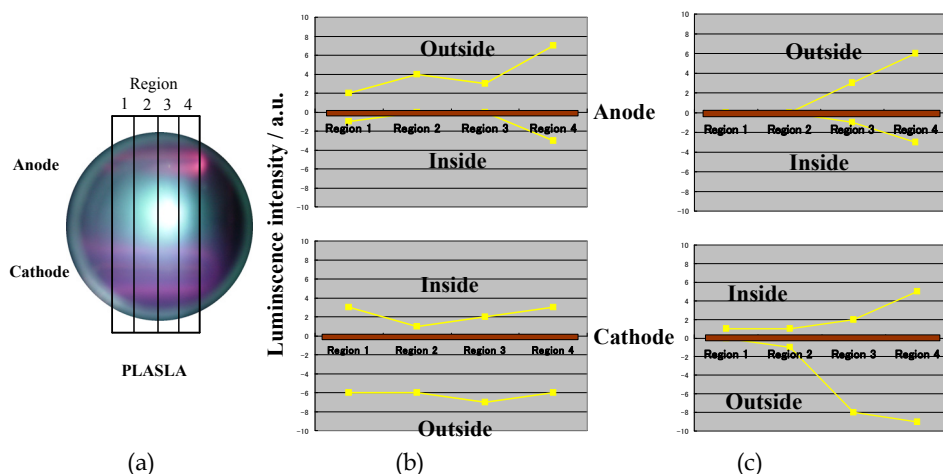 Region
1 2 3 4
Anode
Cathode
PLASLA
(a)
Luminscence intensity / a.u.
10
8
6
4
2
0
-2
-4
-6
-8
-10
Outside
Region 1 Region 2 Region 3 Region 4
Inside
10
8
6
4
2
0
-2
-4
-6
-8
-10
Inside
Region 1 Region 2 Region 3 Region 4
Outside
(b)
Anode
Cathode
10
8
6
4
2
0
-2
-4
-6
-8
-10
Outside
Region 1 Region 2 Region 3 Region 4
Inside
10
8
6
4
2
0
-2
-4
-6
-8
-10
Inside
Region 1 Region 2 Region 3 Region 4
Outside
(c)